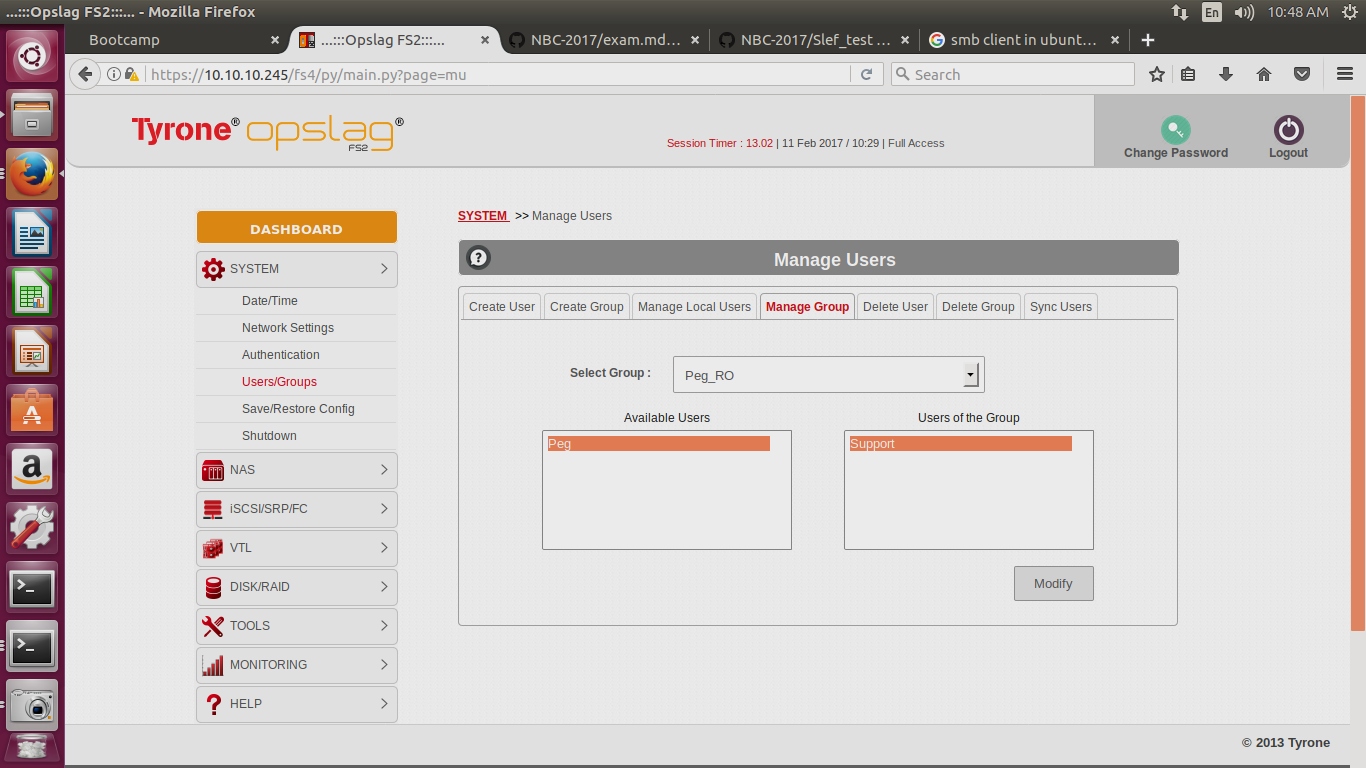 ...:::Opslag FS2:::... - Mozilla Firefox
En
10:48 AM
Bootcamp
...:::Opslag FS2:::...
NBC-2017/exam.md...
NBC-2017/Slef_test ...
smb client in ubunt...
https://10.10.10.245/fs4/py/main.py?page=mu
Search
Tyrone® opslag®
FS2
Session Timer : 13.02 | 11 Feb 2017 / 10:29 | Full Access
Change Password
Logout
DASHBOARD
SYSTEM
Date/Time
Network Settings
Authentication
Users/Groups
Save/Restore Config
Shutdown
NAS
iSCSI/SRP/FC
VTL
DISK/RAID
TOOLS
MONITORING
HELP
SYSTEM >> Manage Users
Manage Users
Create User
Create Group
Manage Local Users
Manage Group
Delete User
Delete Group
Sync Users
Select Group :
Peg_RO
Available Users
Users of the Group
Peg
Support
Modify
© 2013 Tyrone